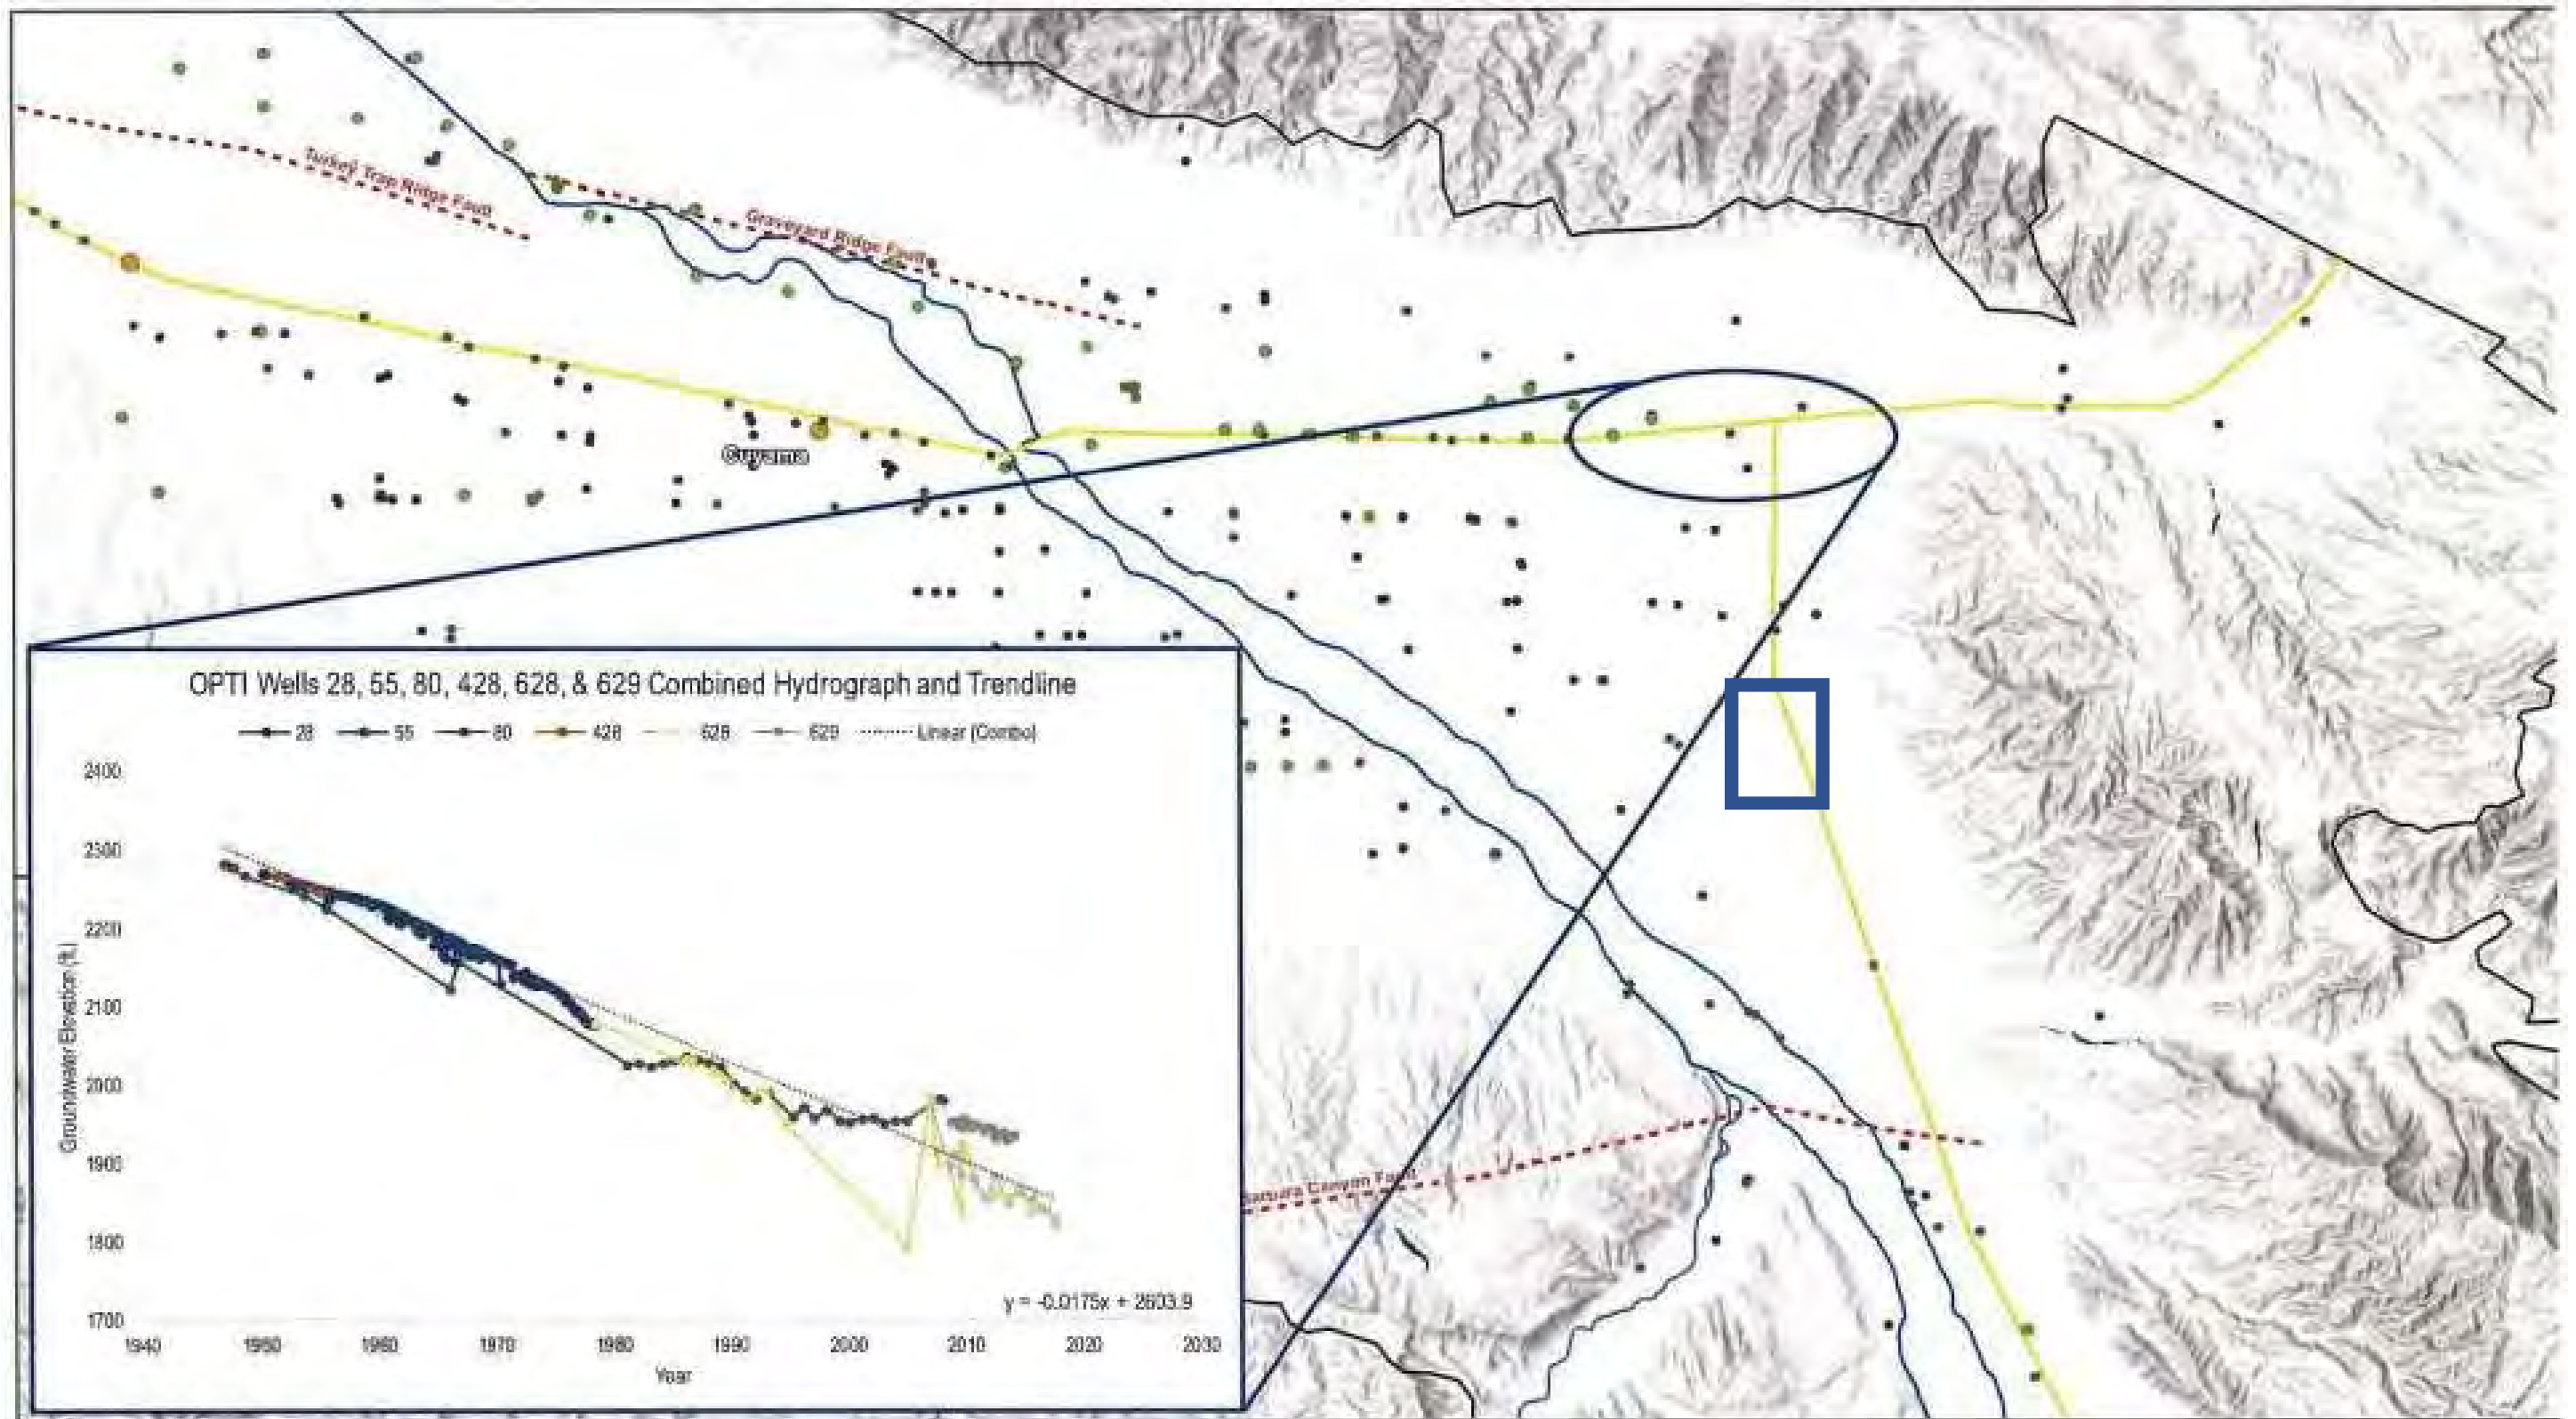 Turkey Trap Ridge Fault
Graveyard Ridge Fault
Cuyama
OPTI Wells 28, 55, 80, 428, 628, & 629 Combined Hydrograph and Trendline
28 55 80 428 628 629 Linear (Combo)
2400
2300
2200
2100
2000
1900
1800
1700
Groundwater Elevation (ft.)
1940 1950 1960 1970 1980 1990 2000 2010 2020 2030
Year
y = -0.0175x + 2603.9
Canyon Fault